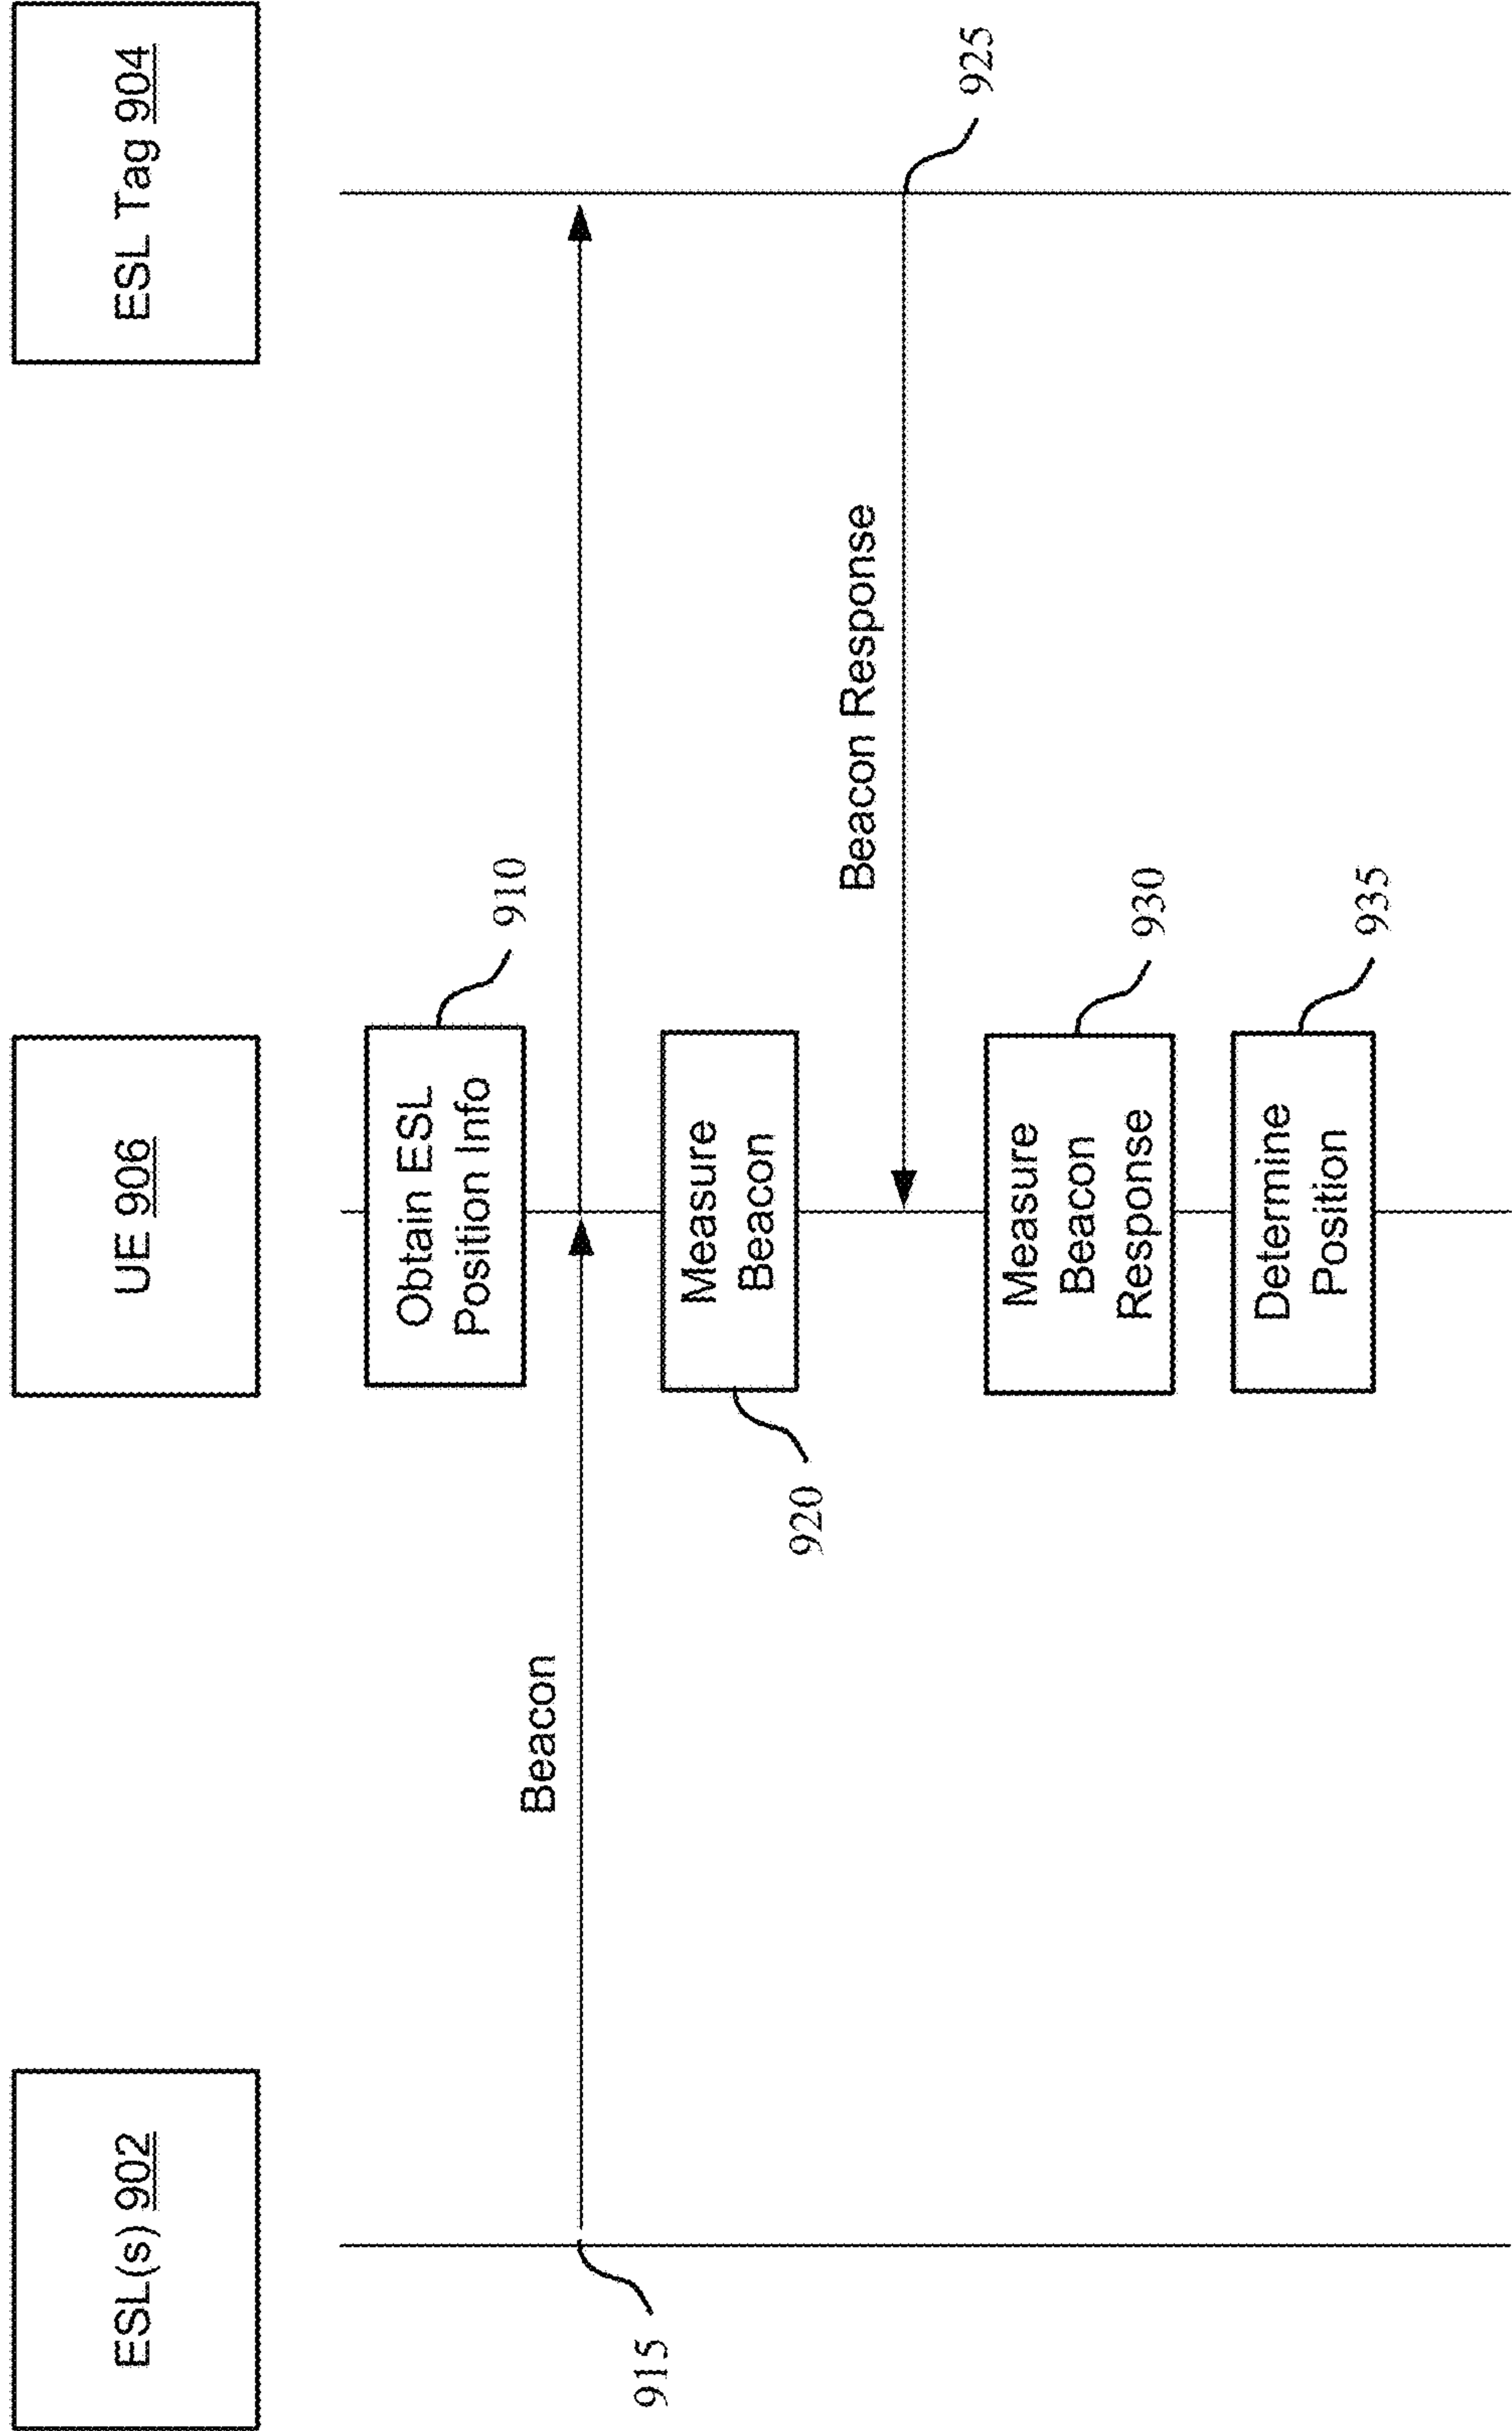 ESL(s) 902
UE 906
ESL Tag 904
Obtain ESL
Position Info
910
Beacon
915
Measure
Beacon
920
Beacon Response
925
Measure
Beacon
Response
930
Determine
Position
935